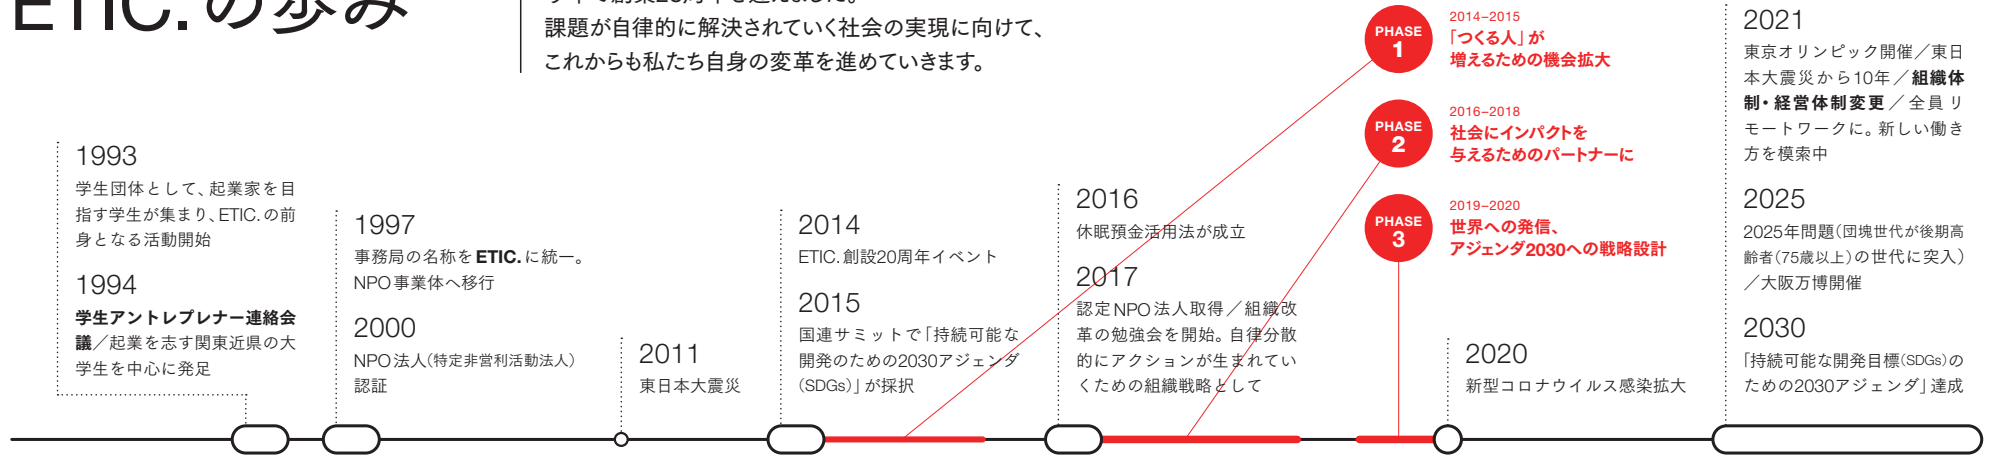 ETIC.の歩み
課題が自律的に解決されていく社会の実現に向けて、
これからも私たち自身の変革を進めていきます。
1993
学生団体として、起業家を目
指す学生が集まり、ETIC.の前
身となる活動開始
1994
学生アントレプレナー連絡会
議／起業を志す関東近県の大
学生を中心に発足
1997
事務局の名称をETIC.に統一。
NPO事業体へ移行
2000
NPO法人(特定非営利活動法人)
認証
2011
東日本大震災
2014
ETIC.創設20周年イベント
2015
国連サミットで「持続可能な
開発のための2030アジェンダ
(SDGs)」が採択
2016
休眠預金活用法が成立
2017
認定NPO法人取得／組織改
革の勉強会を開始。自律分散
的にアクションが生まれてい
くための組織戦略として
PHASE
1
2014–2015
「つくる人」が
増えるための機会拡大
PHASE
2
2016–2018
社会にインパクトを
与えるためのパートナーに
PHASE
3
2019–2020
世界への発信、
アジェンダ2030への戦略設計
2020
新型コロナウイルス感染拡大
2021
東京オリンピック開催／東日
本大震災から10年／組織体
制・経営体制変更／全員リ
モートワークに。新しい働き
方を模索中
2025
2025年問題(団塊世代が後期高
齢者(75歳以上)の世代に突入)
／大阪万博開催
2030
「持続可能な開発目標(SDGs)の
ための2030アジェンダ」達成